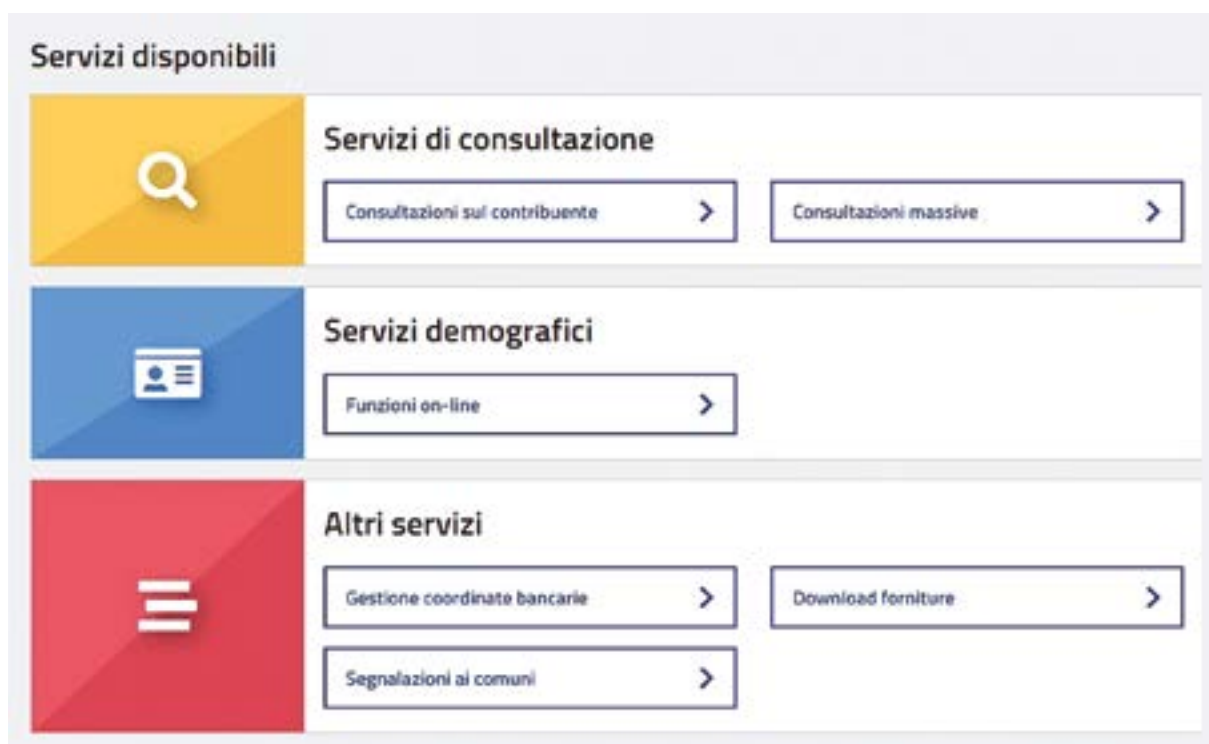 Servizi disponibili
Servizi di consultazione
Consultazioni sul contribuente
Consultazioni massive
Servizi demografici
Funzioni on-line
Altri servizi
Gestione coordinate bancarie
Download forniture
Segnalazioni ai comuni